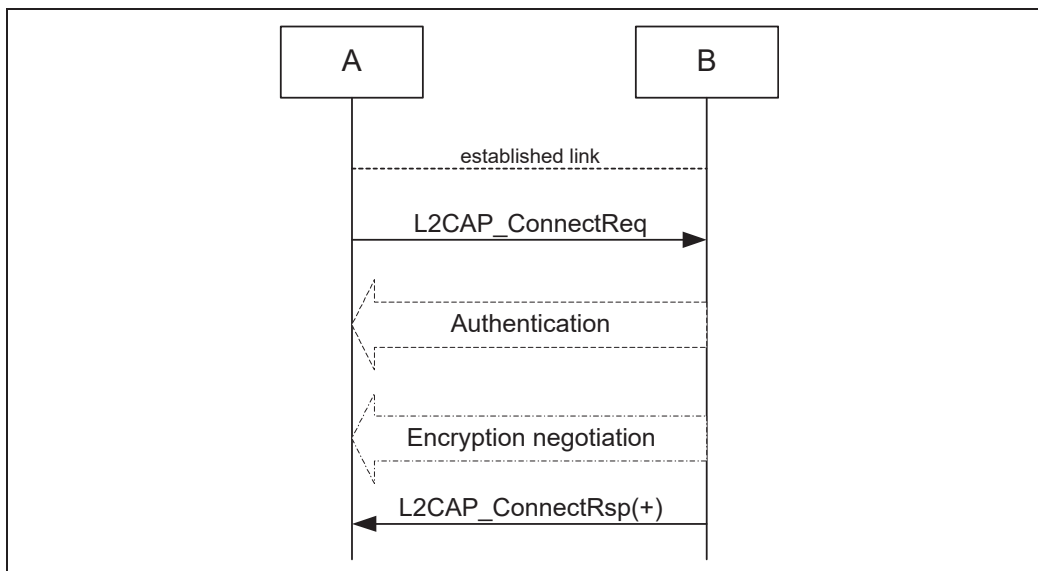 A
B
established link
L2CAP_ConnectReq
Authentication
Encryption negotiation
L2CAP_ConnectRsp(+)